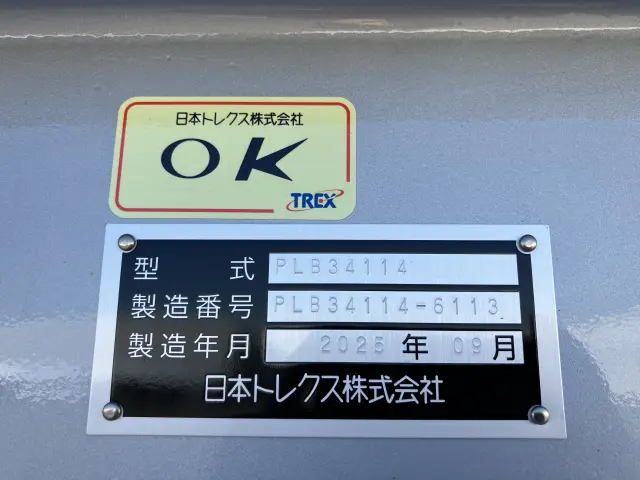 日本トレクス株式会社
OK
TREX
型 式 PLB34114
製造番号 PLB34114-6113
製造年月 2025 年 09 月
日本トレクス株式会社